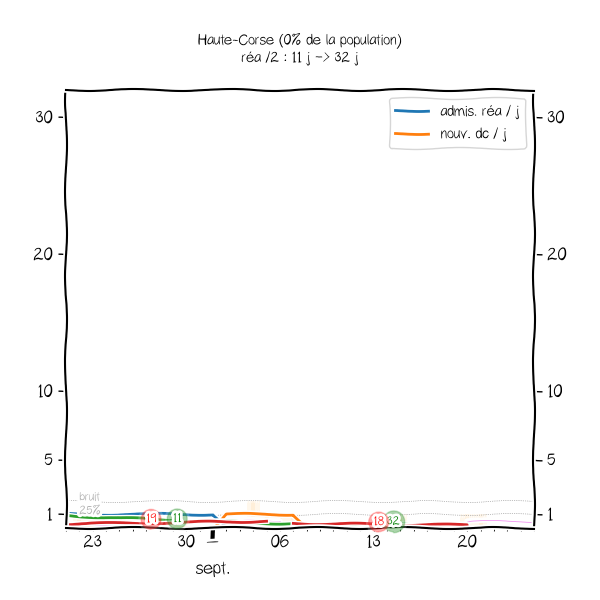 Haute-Corse (0% de la population)
réa /2 : 11 j -> 32 j
admis. réa / j
nouv. dc / j
30 30
20 20
10 10
5 5
bruit
25%
1 1
19 11 18 32
23 30 06 13 20
sept.